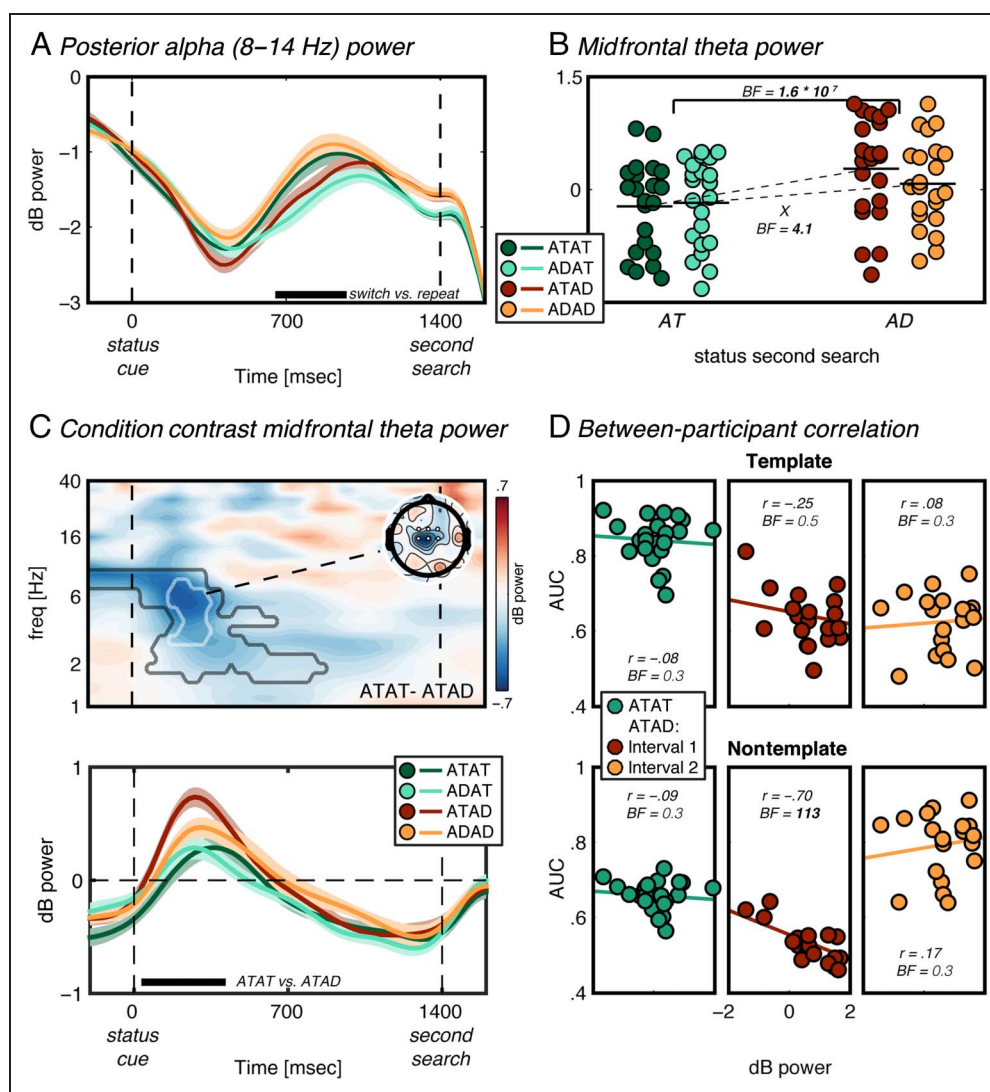 A Posterior alpha (8–14 Hz) power
0
−1
−2
−3
dB power
switch vs. repeat
0
700
1400
status
cue
second
search
Time [msec]
B Midfrontal theta power
1.5
0
−1.5
BF = 1.6 * 10 7
X
BF = 4.1
ATAT
ADAT
ATAD
ADAD
AT
AD
status second search
C Condition contrast midfrontal theta power
40
16
6
2
1
freq [Hz]
.7
dB power
−.7
ATAT- ATAD
1
0
−1
dB power
ATAT
ADAT
ATAD
ADAD
ATAT vs. ATAD
0
700
1400
status
cue
second
search
Time [msec]
D Between-participant correlation
Template
1
.8
.6
.4
AUC
r = −.08
BF = 0.3
r = −.25
BF = 0.5
r = .08
BF = 0.3
ATAT
ATAD:
Interval 1
Interval 2
Nontemplate
1
.8
.6
.4
AUC
r = −.09
BF = 0.3
r = −.70
BF = 113
r = .17
BF = 0.3
−2
0
2
dB power